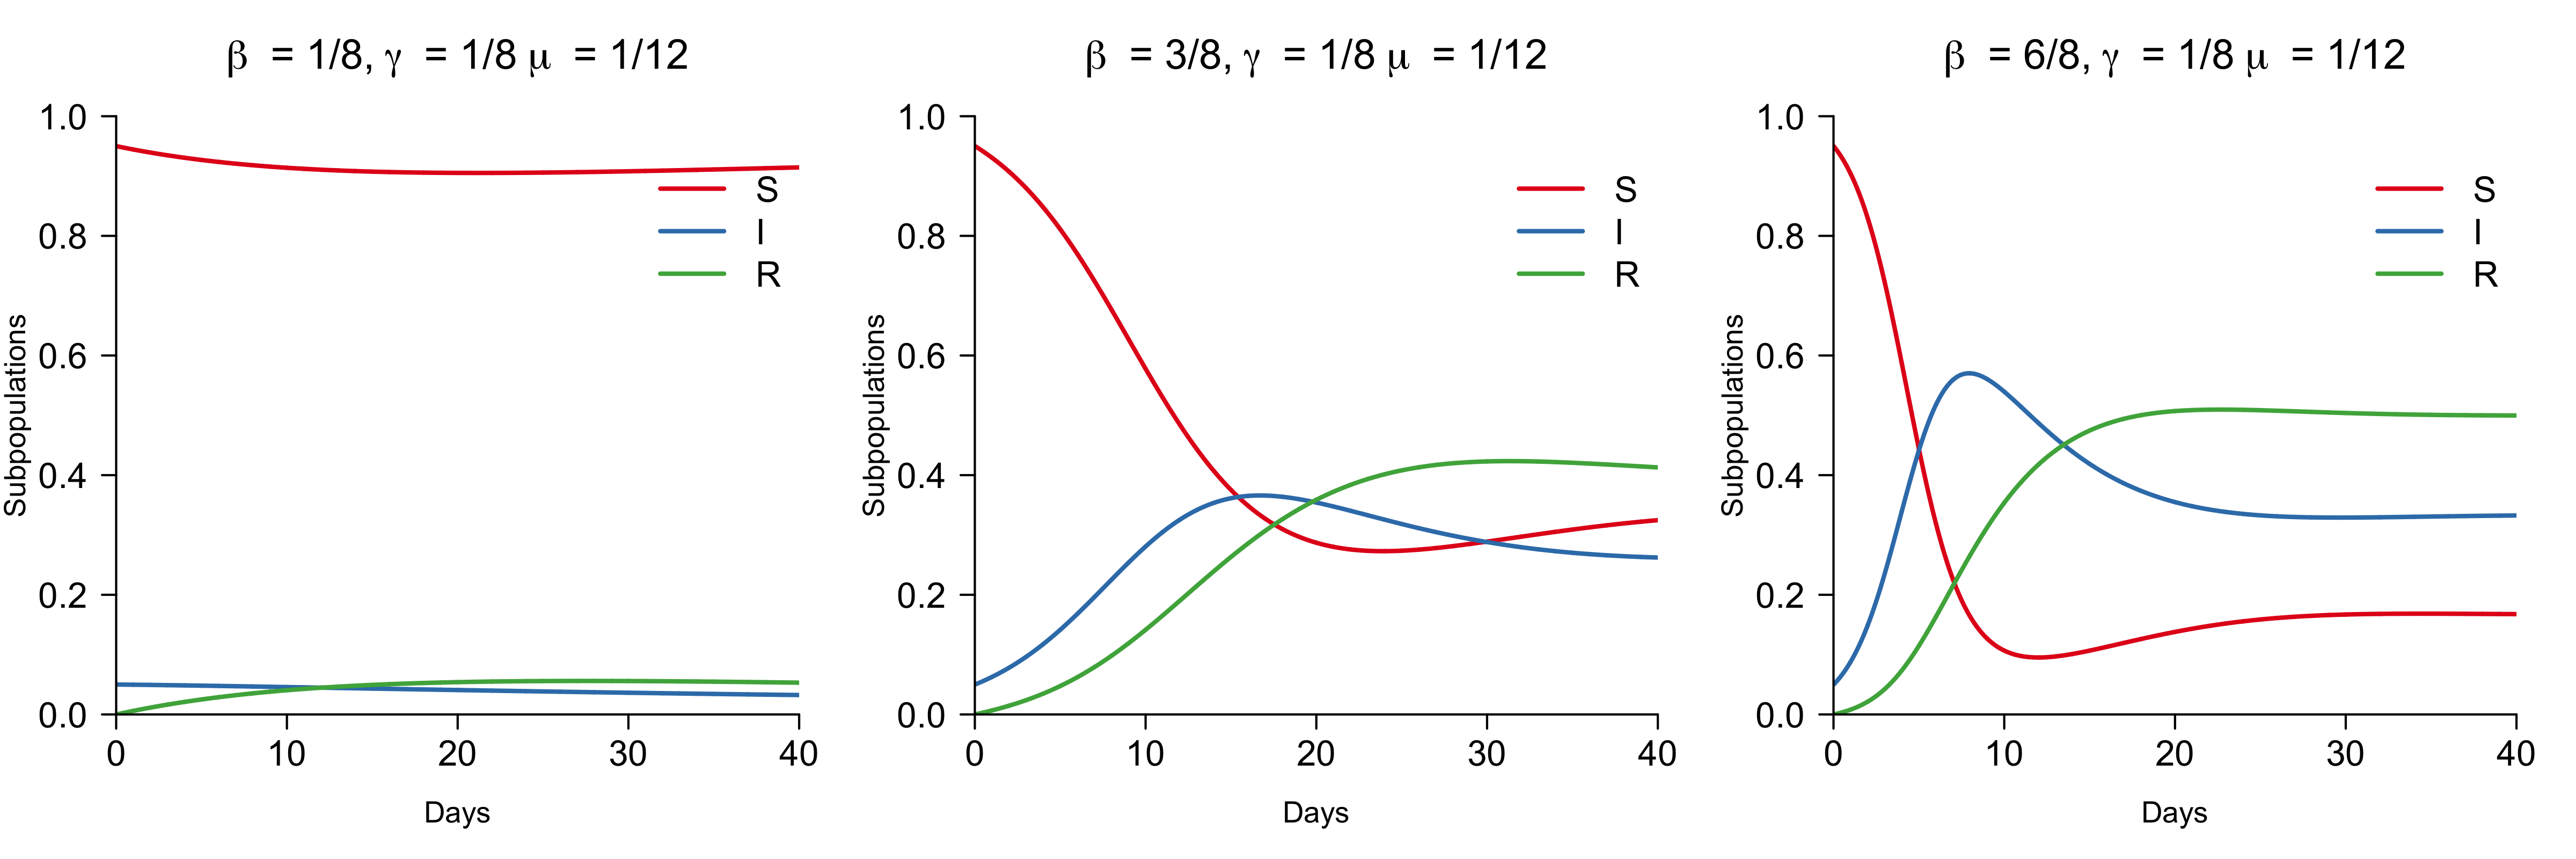 β = 1/8, γ = 1/8 μ = 1/12
Subpopulations
1.0
0.8
0.6
0.4
0.2
0.0
S
I
R
0 10 20 30 40
Days
β = 3/8, γ = 1/8 μ = 1/12
Subpopulations
1.0
0.8
0.6
0.4
0.2
0.0
S
I
R
0 10 20 30 40
Days
β = 6/8, γ = 1/8 μ = 1/12
Subpopulations
1.0
0.8
0.6
0.4
0.2
0.0
S
I
R
0 10 20 30 40
Days